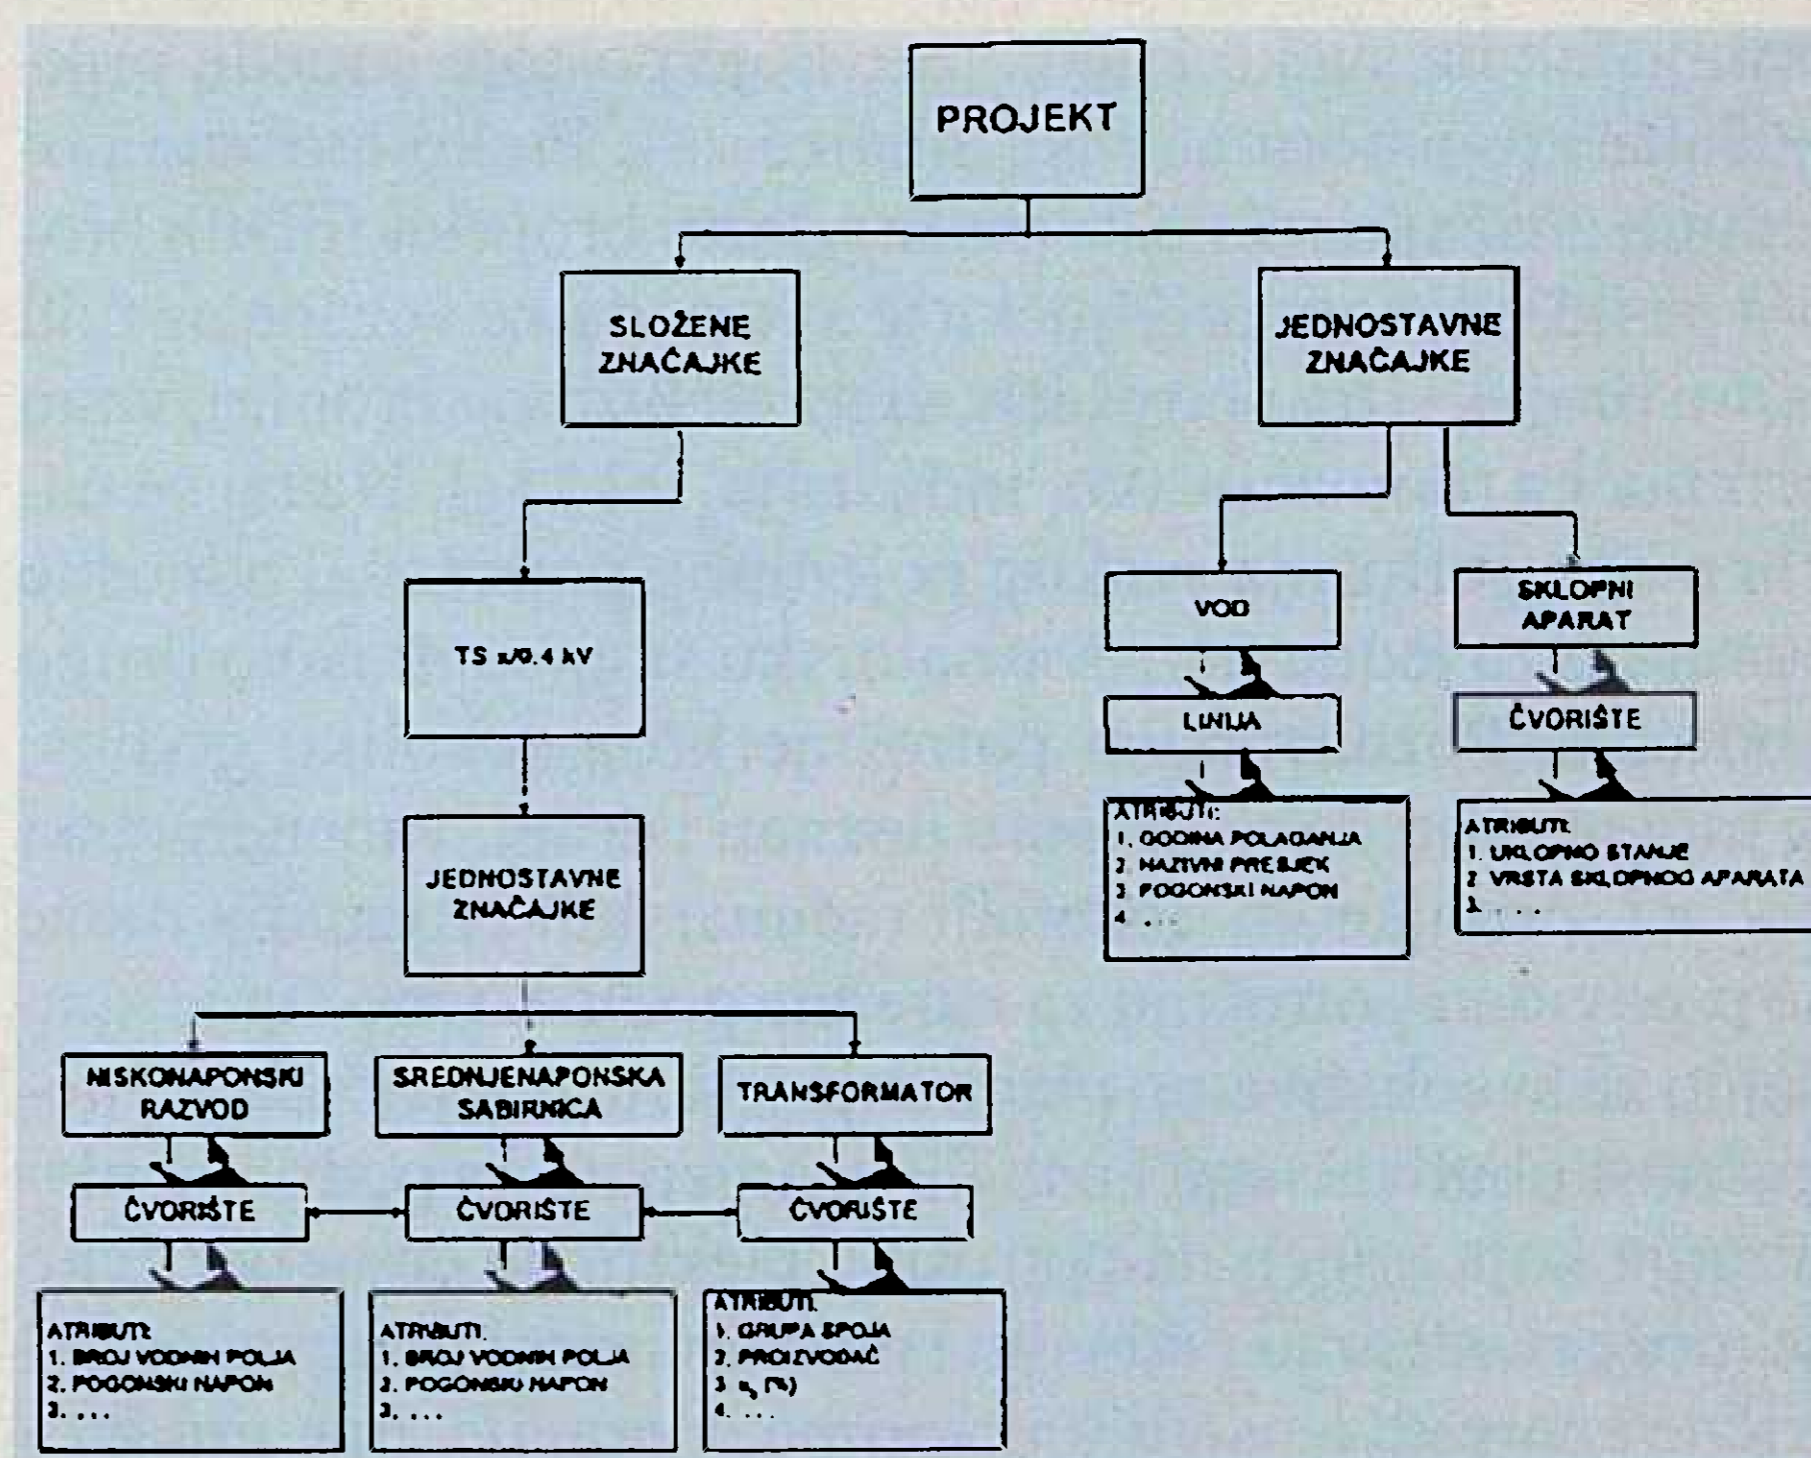 PROJEKT
SLOŽENE
ZNAČAJKE
JEDNOSTAVNE
ZNAČAJKE
TS x/0.4 kV
VOD
SKLOPNI
APARAT
LINIJA
ČVORIŠTE
ATRIBUTI:
1. GODINA POLAGANJA
2. NAZIVNI PRESJEK
3. POGONSKI NAPON
4. ...
ATRIBUTI:
1. UKLOPNO STANJE
2. VRSTA SKLOPNOG APARATA
3. ...
JEDNOSTAVNE
ZNAČAJKE
NISKONAPONSKI
RAZVOD
SREDNJENAPONSKA
SABIRNICA
TRANSFORMATOR
ČVORIŠTE
ČVORIŠTE
ČVORIŠTE
ATRIBUTI:
1. BROJ VODNIH POLJA
2. POGONSKI NAPON
3. ...
ATRIBUTI:
1. BROJ VODNIH POLJA
2. POGONSKI NAPON
3. ...
ATRIBUTI:
1. GRUPA SPOJA
2. PROIZVOĐAČ
3. (%)
4. ...